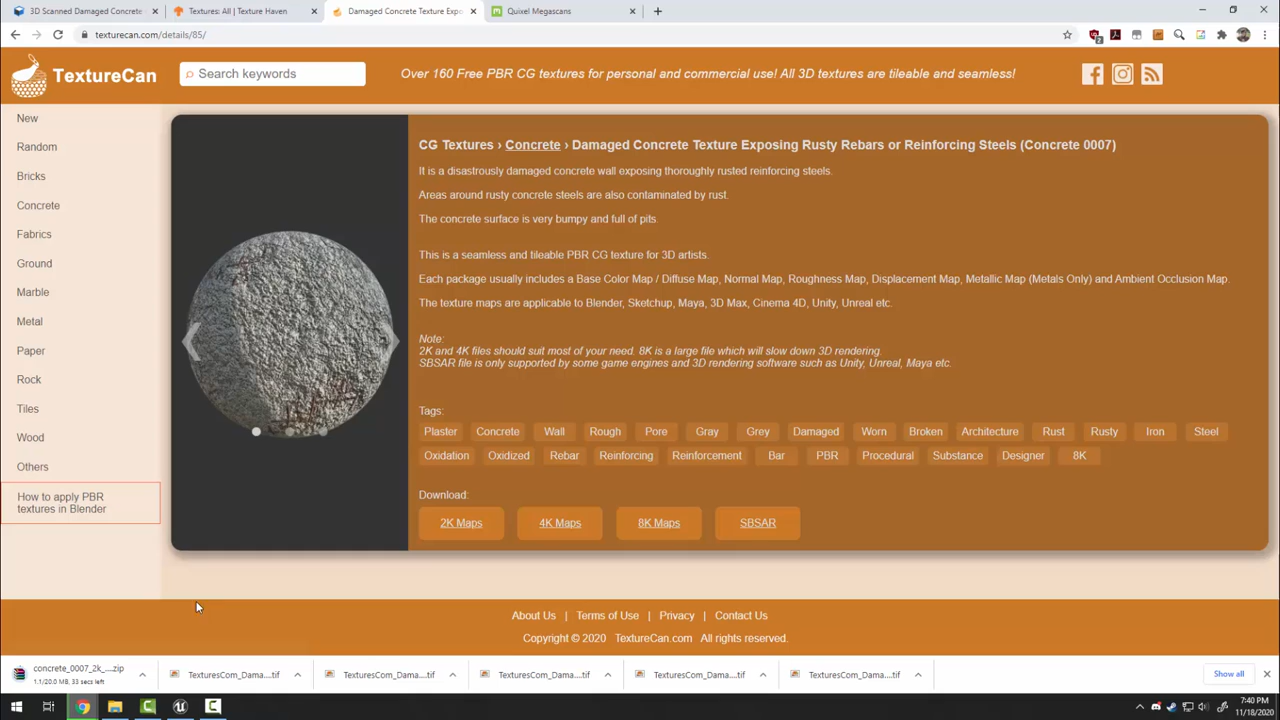 3D Scanned Damaged Concrete
Textures: All | Texture Haven
Damaged Concrete Texture Expo
Quixel Megascans
texturecan.com/details/85/
2
TextureCan
Search keywords
Over 160 Free PBR CG textures for personal and commercial use! All 3D textures are tileable and seamless!
New
Random
Bricks
Concrete
Fabrics
Ground
Marble
Metal
Paper
Rock
Tiles
Wood
Others
How to apply PBR
textures in Blender
CG Textures › Concrete › Damaged Concrete Texture Exposing Rusty Rebars or Reinforcing Steels (Concrete 0007)
It is a disastrously damaged concrete wall exposing thoroughly rusted reinforcing steels.
Areas around rusty concrete steels are also contaminated by rust.
The concrete surface is very bumpy and full of pits.
This is a seamless and tileable PBR CG texture for 3D artists.
Each package usually includes a Base Color Map / Diffuse Map, Normal Map, Roughness Map, Displacement Map, Metallic Map (Metals Only) and Ambient Occlusion Map.
The texture maps are applicable to Blender, Sketchup, Maya, 3D Max, Cinema 4D, Unity, Unreal etc.
Note:
2K and 4K files should suit most of your need. 8K is a large file which will slow down 3D rendering.
SBSAR file is only supported by some game engines and 3D rendering software such as Unity, Unreal, Maya etc.
Tags:
Plaster Concrete Wall Rough Pore Gray Grey Damaged Worn Broken Architecture Rust Rusty Iron Steel
Oxidation Oxidized Rebar Reinforcing Reinforcement Bar PBR Procedural Substance Designer 8K
Download:
2K Maps 4K Maps 8K Maps SBSAR
About Us | Terms of Use | Privacy | Contact Us
Copyright © 2020 TextureCan.com All rights reserved.
concrete_0007_2k_....zip
1.1/20.0 MB, 33 secs left
TexturesCom_Dama....tif
TexturesCom_Dama....tif
TexturesCom_Dama....tif
TexturesCom_Dama....tif
TexturesCom_Dama....tif
Show all
7:40 PM
11/18/2020